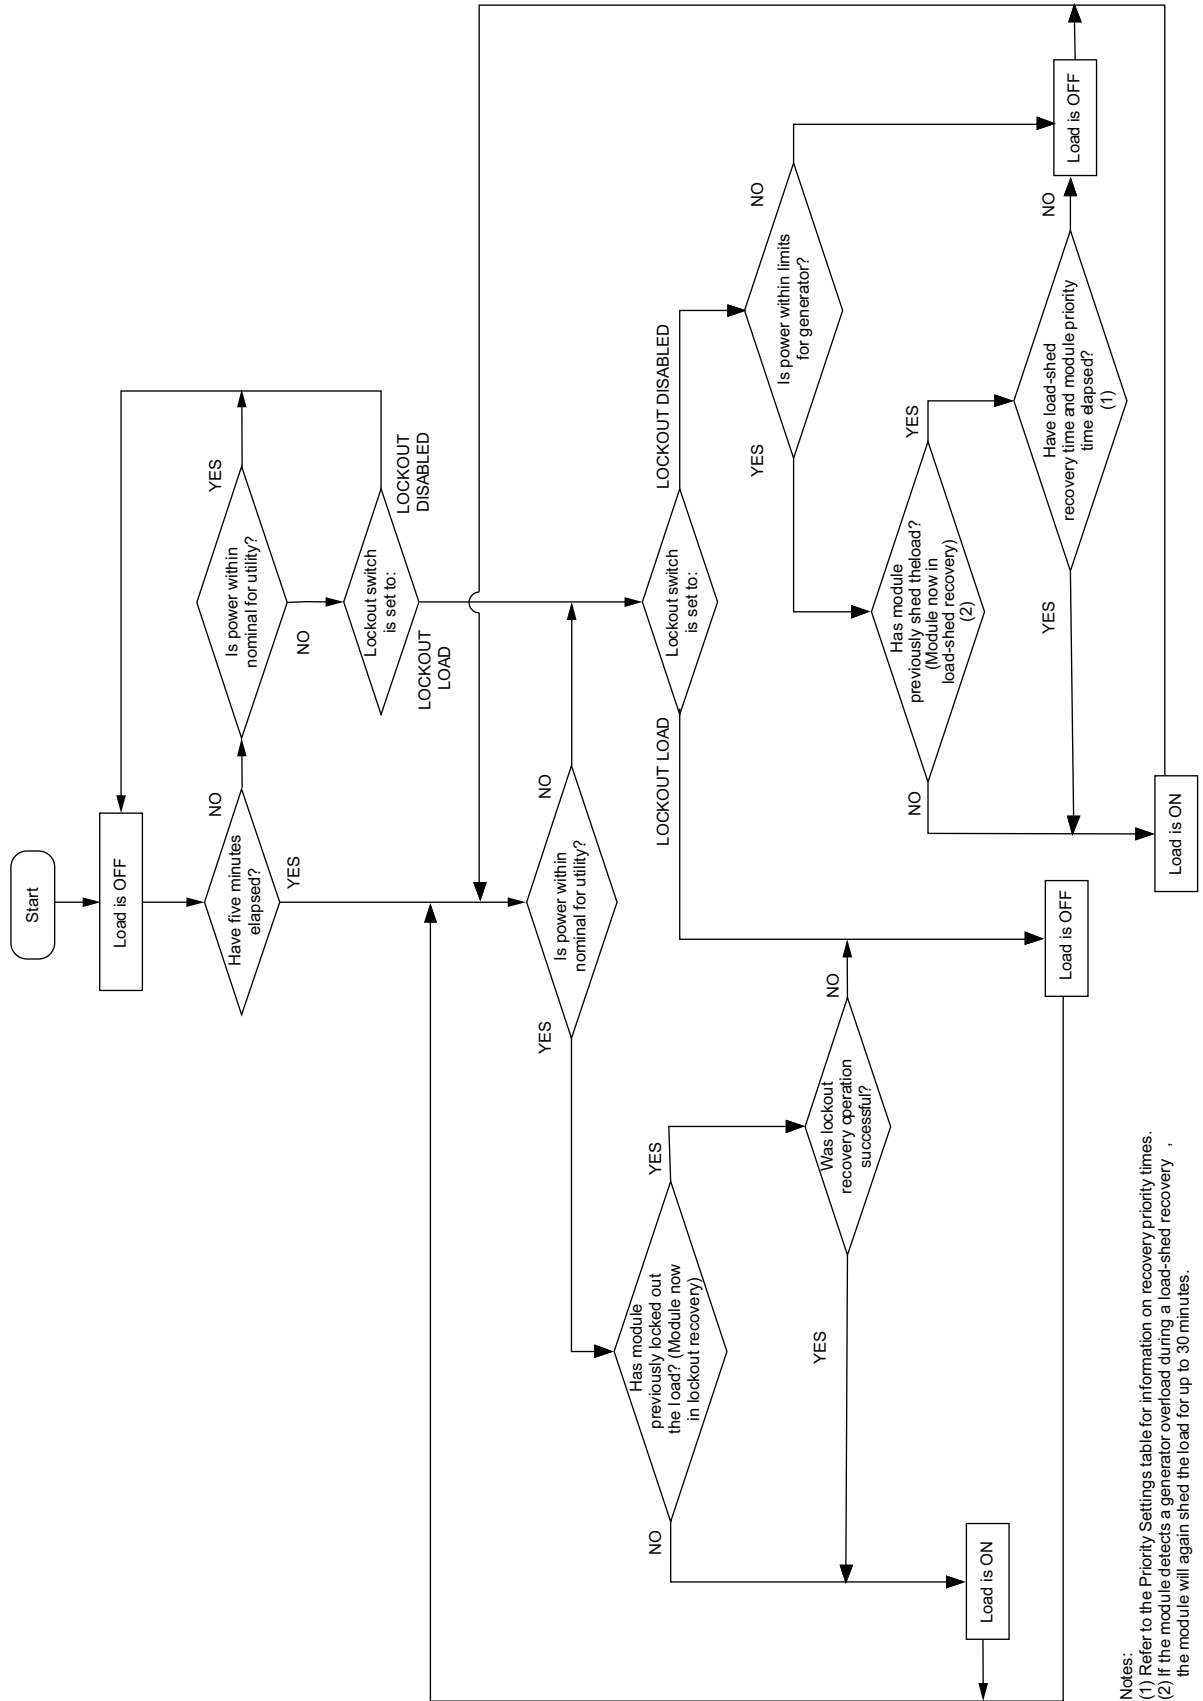 Start
Load is OFF
Have five minutes
elapsed?
NO
YES
Is power within
nominal for utility?
YES
NO
Lockout switch
is set to:
LOCKOUT
DISABLED
LOCKOUT
LOAD
Is power within
nominal for utility?
YES
NO
Has module
previously locked out
the load? (Module now
in lockout recovery)
NO
YES
Was lockout
recovery operation
successful?
YES
NO
Load is ON
Load is OFF
Lockout switch
is set to:
LOCKOUT LOAD
LOCKOUT DISABLED
Is power within limits
for generator?
YES
NO
Has module
previously shed theload?
(Module now in
load-shed recovery)
(2)
NO
YES
Have load-shed
recovery time and module priority
time elapsed?
(1)
YES
NO
Load is ON
Load is OFF
Notes:
(1) Refer to the Priority Settings table for information on recovery priority times.
(2) If the module detects a generator overload during a load-shed recovery ,
the module will again shed the load for up to 30 minutes.